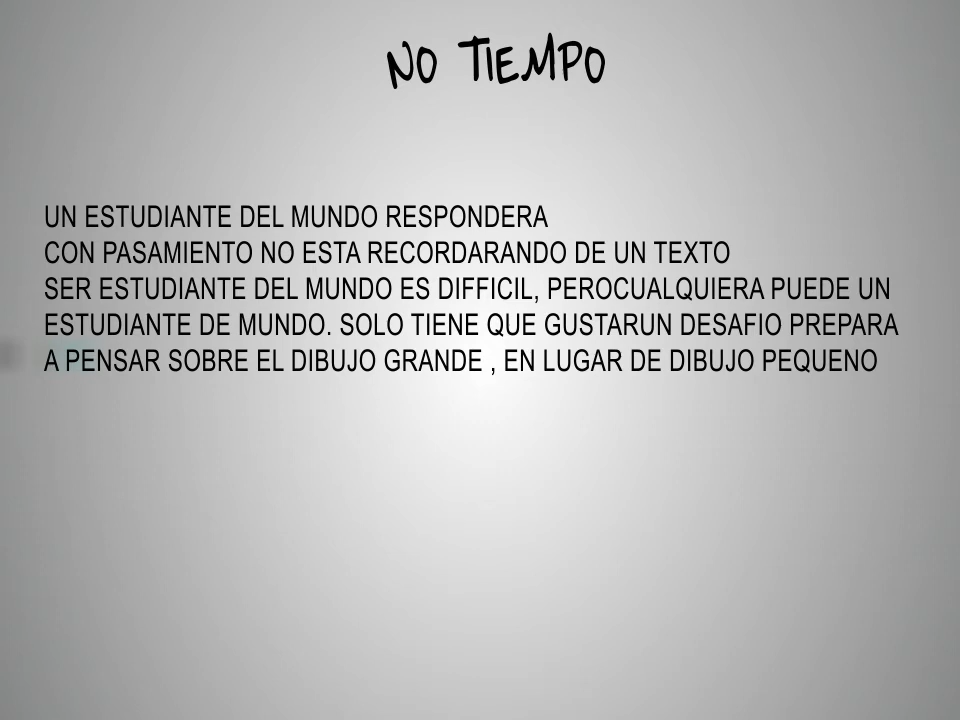 NO TIEMPO
UN ESTUDIANTE DEL MUNDO RESPONDERA
CON PASAMIENTO NO ESTA RECORDARANDO DE UN TEXTO
SER ESTUDIANTE DEL MUNDO ES DIFFICIL, PEROCUALQUIERA PUEDE UN
ESTUDIANTE DE MUNDO. SOLO TIENE QUE GUSTARUN DESAFIO PREPARA
A PENSAR SOBRE EL DIBUJO GRANDE , EN LUGAR DE DIBUJO PEQUENO